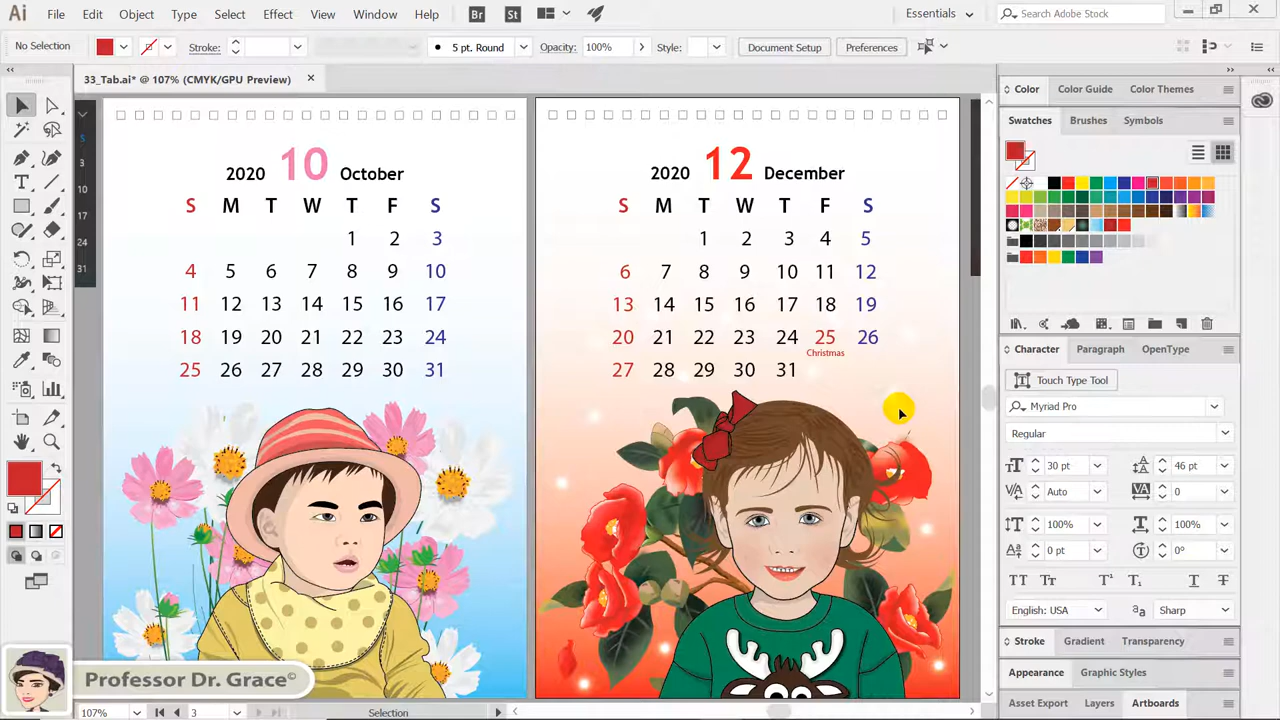 Ai File Edit Object Type Select Effect View Window Help Br St Essentials Search Adobe Stock
No Selection Stroke: 5 pt. Round Opacity: 100% Style: Document Setup Preferences
33_Tab.ai* @ 107% (CMYK/GPU Preview)
S
3
10
17
24
31
2020 10 October
S M T W T F S
1 2 3
4 5 6 7 8 9 10
11 12 13 14 15 16 17
18 19 20 21 22 23 24
25 26 27 28 29 30 31
2020 12 December
S M T W T F S
1 2 3 4 5
6 7 8 9 10 11 12
13 14 15 16 17 18 19
20 21 22 23 24 25 26
Christmas
27 28 29 30 31
Color Color Guide Color Themes
Swatches Brushes Symbols
Character Paragraph OpenType
Touch Type Tool
Myriad Pro
Regular
30 pt 46 pt
Auto 0
100% 100%
0 pt 0°
English: USA Sharp
Stroke Gradient Transparency
Appearance Graphic Styles
Asset Export Layers Artboards
Professor Dr. Grace©
107% 3 Selection